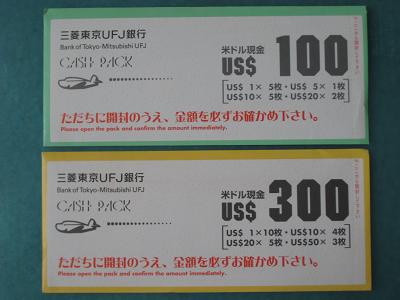 三菱東京UFJ銀行
Bank of Tokyo-Mitsubishi UFJ
CASH PACK
米ドル現金
US$ 100
US$ 1× 5枚・US$ 5× 1枚
US$10× 5枚・US$20× 2枚
ただちに開封のうえ、金額を必ずお確かめ下さい。
Please open the pack and confirm the amount immediately.
三菱東京UFJ銀行
Bank of Tokyo-Mitsubishi UFJ
CASH PACK
米ドル現金
US$ 300
US$ 1×10枚・US$10× 4枚
US$20× 5枚・US$50× 3枚
ただちに開封のうえ、金額を必ずお確かめ下さい。
Please open the pack and confirm the amount immediately.